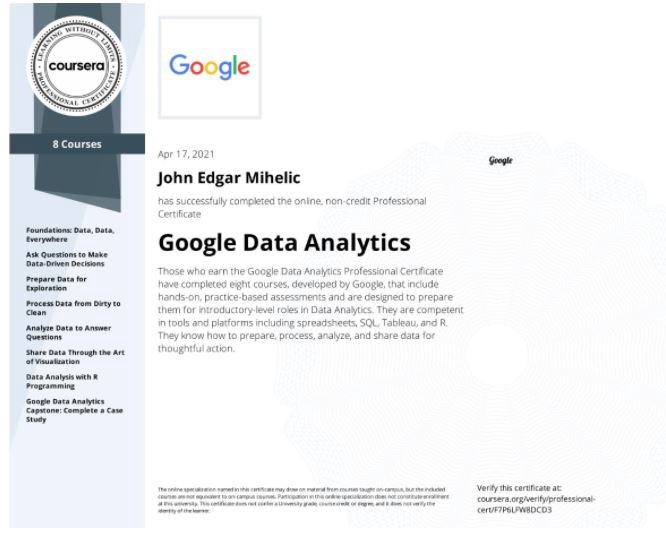 LEARNING WITHOUT LIMITS
coursera
PROFESSIONAL CERTIFICATE
8 Courses
Foundations: Data, Data,
Everywhere
Ask Questions to Make
Data-Driven Decisions
Prepare Data for
Exploration
Process Data from Dirty to
Clean
Analyze Data to Answer
Questions
Share Data Through the Art
of Visualization
Data Analysis with R
Programming
Google Data Analytics
Capstone: Complete a Case
Study
Google
Apr 17, 2021
John Edgar Mihelic
has successfully completed the online, non-credit Professional
Certificate
Google Data Analytics
Those who earn the Google Data Analytics Professional Certificate
have completed eight courses, developed by Google, that include
hands-on, practice-based assessments and are designed to prepare
them for introductory-level roles in Data Analytics. They are competent
in tools and platforms including spreadsheets, SQL, Tableau, and R.
They know how to prepare, process, analyze, and share data for
thoughtful action.
Google
The online specialization named in this certificate may draw on material from courses taught on-campus, but the included
courses are not equivalent to on-campus courses. Participation in this online specialization does not constitute enrollment
at this university. This certificate does not confer a University grade, course credit or degree, and it does not verify the
identity of the learner.
Verify this certificate at:
coursera.org/verify/professional-
cert/F7P6LFW8DCD3